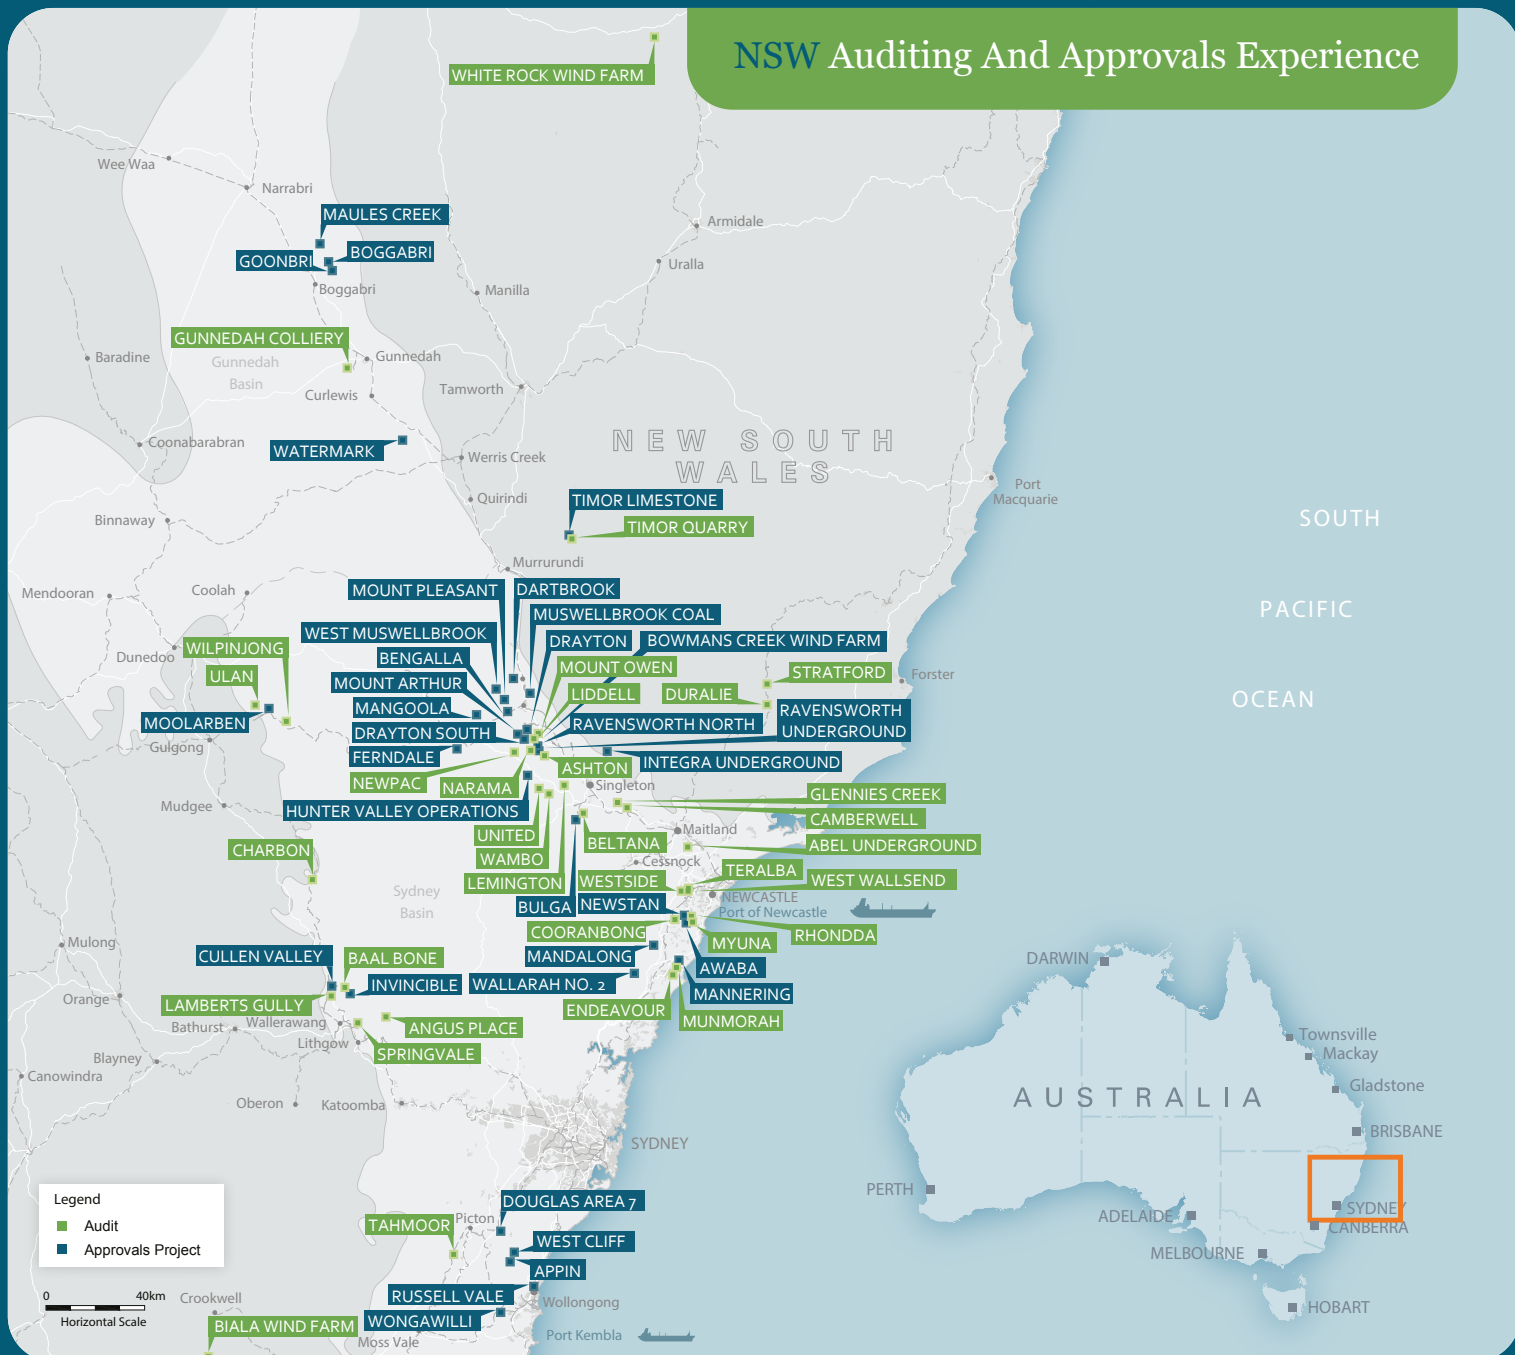 NSW Auditing And Approvals Experience
WHITE ROCK WIND FARM
Wee Waa
Narrabri
MAULES CREEK
Armidale
BOGGABRI
GOONBRI
Uralla
Boggabri
Manilla
GUNNEDAH COLLIERY
Baradine
Gunnedah
Gunnedah
Basin
Tamworth
Curlewis
Coonabarabran
WATERMARK
NEW SOUTH
WALES
Werris Creek
Quirindi
Port
Macquarie
TIMOR LIMESTONE
TIMOR QUARRY
Binnaway
SOUTH
PACIFIC
OCEAN
Murrurundi
Mendooran
Coolah
MOUNT PLEASANT
DARTBROOK
MUSWELLBROOK COAL
WEST MUSWELLBROOK
DRAYTON
BOWMANS CREEK WIND FARM
Dunedoo
WILPINJONG
BENGALLA
MOUNT OWEN
STRATFORD
Forster
ULAN
MOUNT ARTHUR
LIDDELL
DURALIE
MANGOOLA
RAVENSWORTH
UNDERGROUND
MOOLARBEN
RAVENSWORTH NORTH
DRAYTON SOUTH
Gulgong
FERNDALE
INTEGRA UNDERGROUND
ASHTON
NEWPAC
NARAMA
Singleton
GLENNIES CREEK
Mudgee
HUNTER VALLEY OPERATIONS
CAMBERWELL
UNITED
Maitland
BELTANA
ABEL UNDERGROUND
CHARBON
WAMBO
Cessnock
TERALBA
Sydney
Basin
LEMINGTON
WESTSIDE
WEST WALLSEND
NEWCASTLE
BULGA
NEWSTAN
Port of Newcastle
COORANBONG
RHONDDA
MYUNA
Mulong
CULLEN VALLEY
BAAL BONE
MANDALONG
AWABA
INVINCIBLE
WALLARAH NO. 2
MANNERING
Orange
LAMBERTS GULLY
ENDEAVOUR
MUNMORAH
Bathurst
Wallerawang
ANGUS PLACE
Lithgow
SPRINGVALE
Blayney
Canowindra
Oberon
Katoomba
SYDNEY
DARWIN
Townsville
Mackay
Gladstone
AUSTRALIA
BRISBANE
PERTH
SYDNEY
ADELAIDE
CANBERRA
MELBOURNE
HOBART
Legend
Audit
Approvals Project
DOUGLAS AREA 7
TAHMOOR
Picton
WEST CLIFF
APPIN
RUSSELL VALE
0 40km
Horizontal Scale
Crookwell
Wollongong
BIALA WIND FARM
WONGAWILLI
Moss Vale
Port Kembla